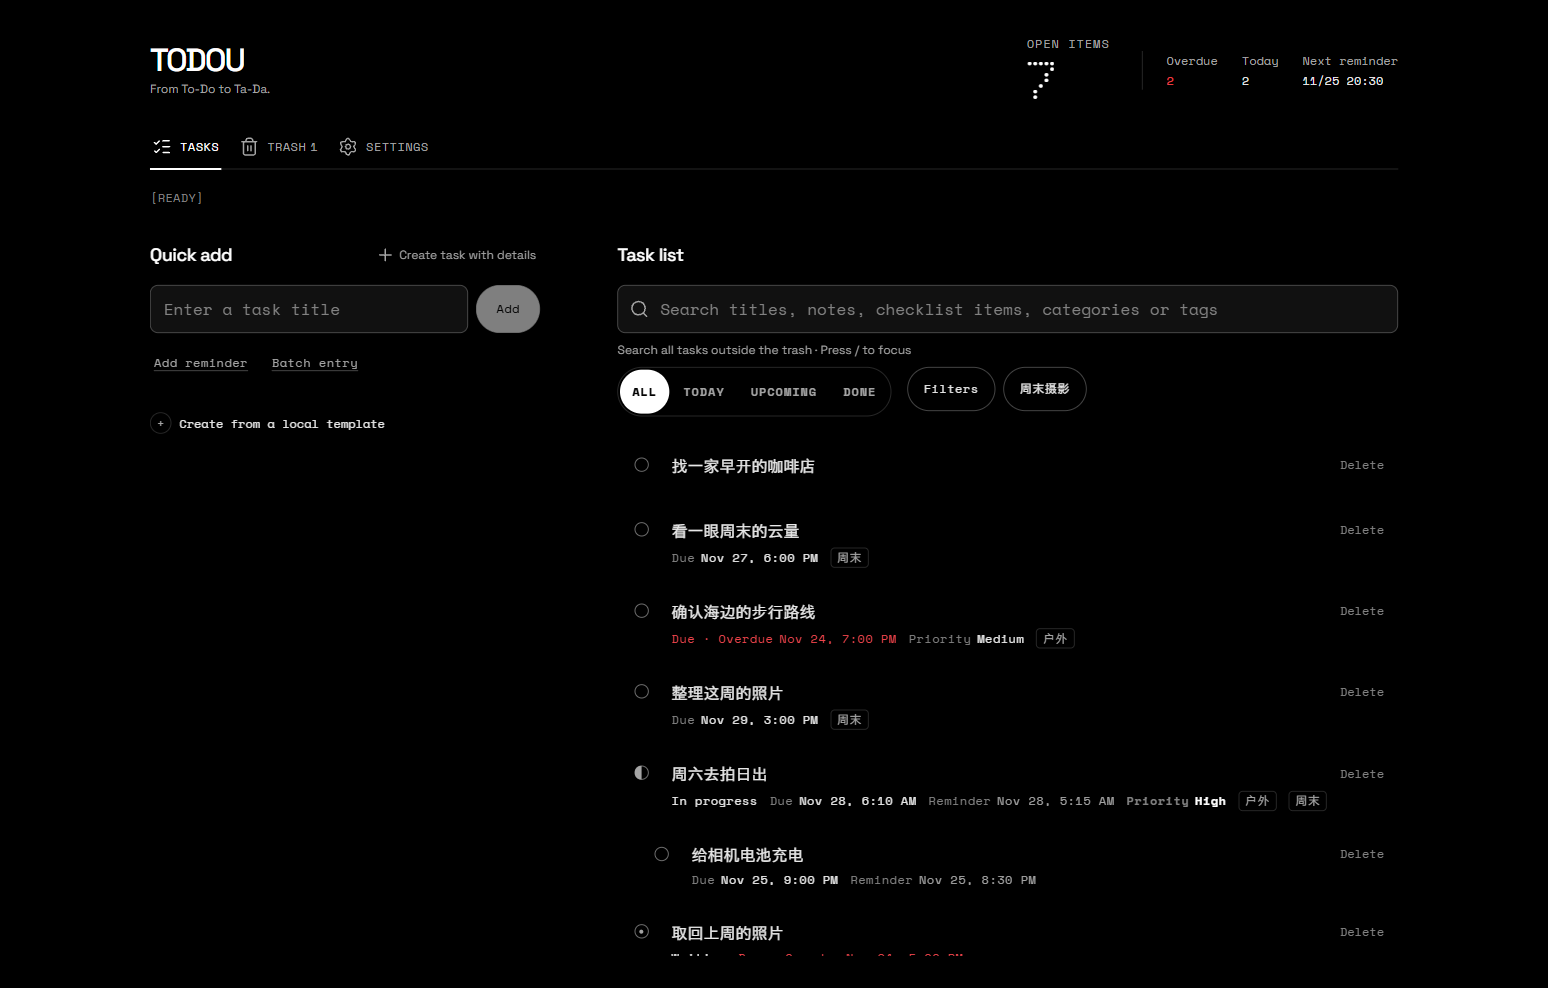 TODOU
From To-Do to Ta-Da.
OPEN ITEMS
7
Overdue
2
Today
2
Next reminder
11/25 20:30
TASKS
TRASH 1
SETTINGS
[READY]
Quick add
Create task with details
Enter a task title
Add
Add reminder
Batch entry
+ Create from a local template
Task list
Search titles, notes, checklist items, categories or tags
Search all tasks outside the trash · Press / to focus
ALL
TODAY
UPCOMING
DONE
Filters
周末摄影
找一家早开的咖啡店
Delete
看一眼周末的云量
Delete
Due Nov 27, 6:00 PM 周末
确认海边的步行路线
Delete
Due · Overdue Nov 24, 7:00 PM Priority Medium 户外
整理这周的照片
Delete
Due Nov 29, 3:00 PM 周末
周六去拍日出
Delete
In progress Due Nov 28, 6:10 AM Reminder Nov 28, 5:15 AM Priority High 户外 周末
给相机电池充电
Delete
Due Nov 25, 9:00 PM Reminder Nov 25, 8:30 PM
取回上周的照片
Delete